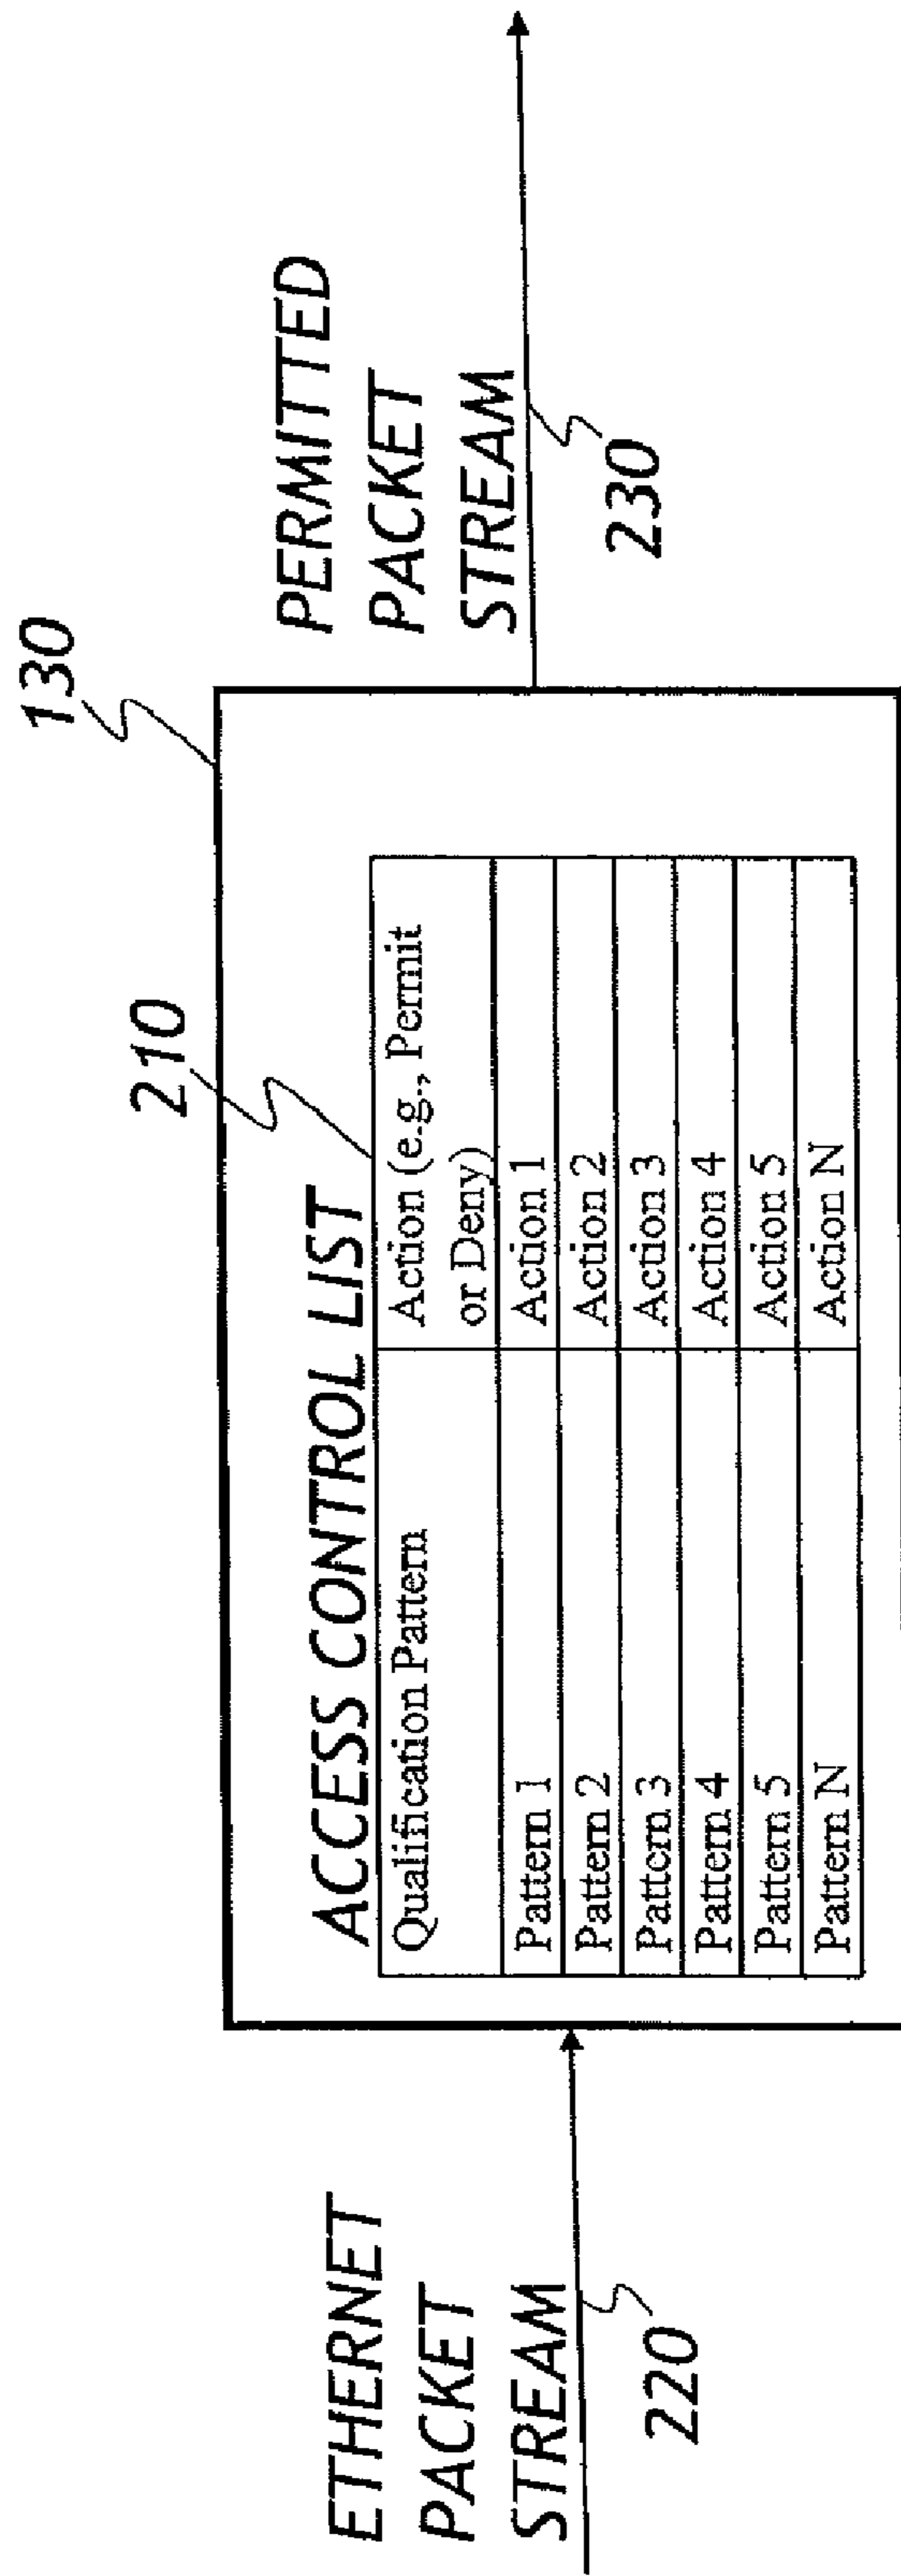 130
210
ACCESS CONTROL LIST
Qualification Pattern
Action (e.g., Permit
or Deny)
Pattern 1
Action 1
Pattern 2
Action 2
Pattern 3
Action 3
Pattern 4
Action 4
Pattern 5
Action 5
Pattern N
Action N
ETHERNET
PACKET
STREAM
220
PERMITTED
PACKET
STREAM
230